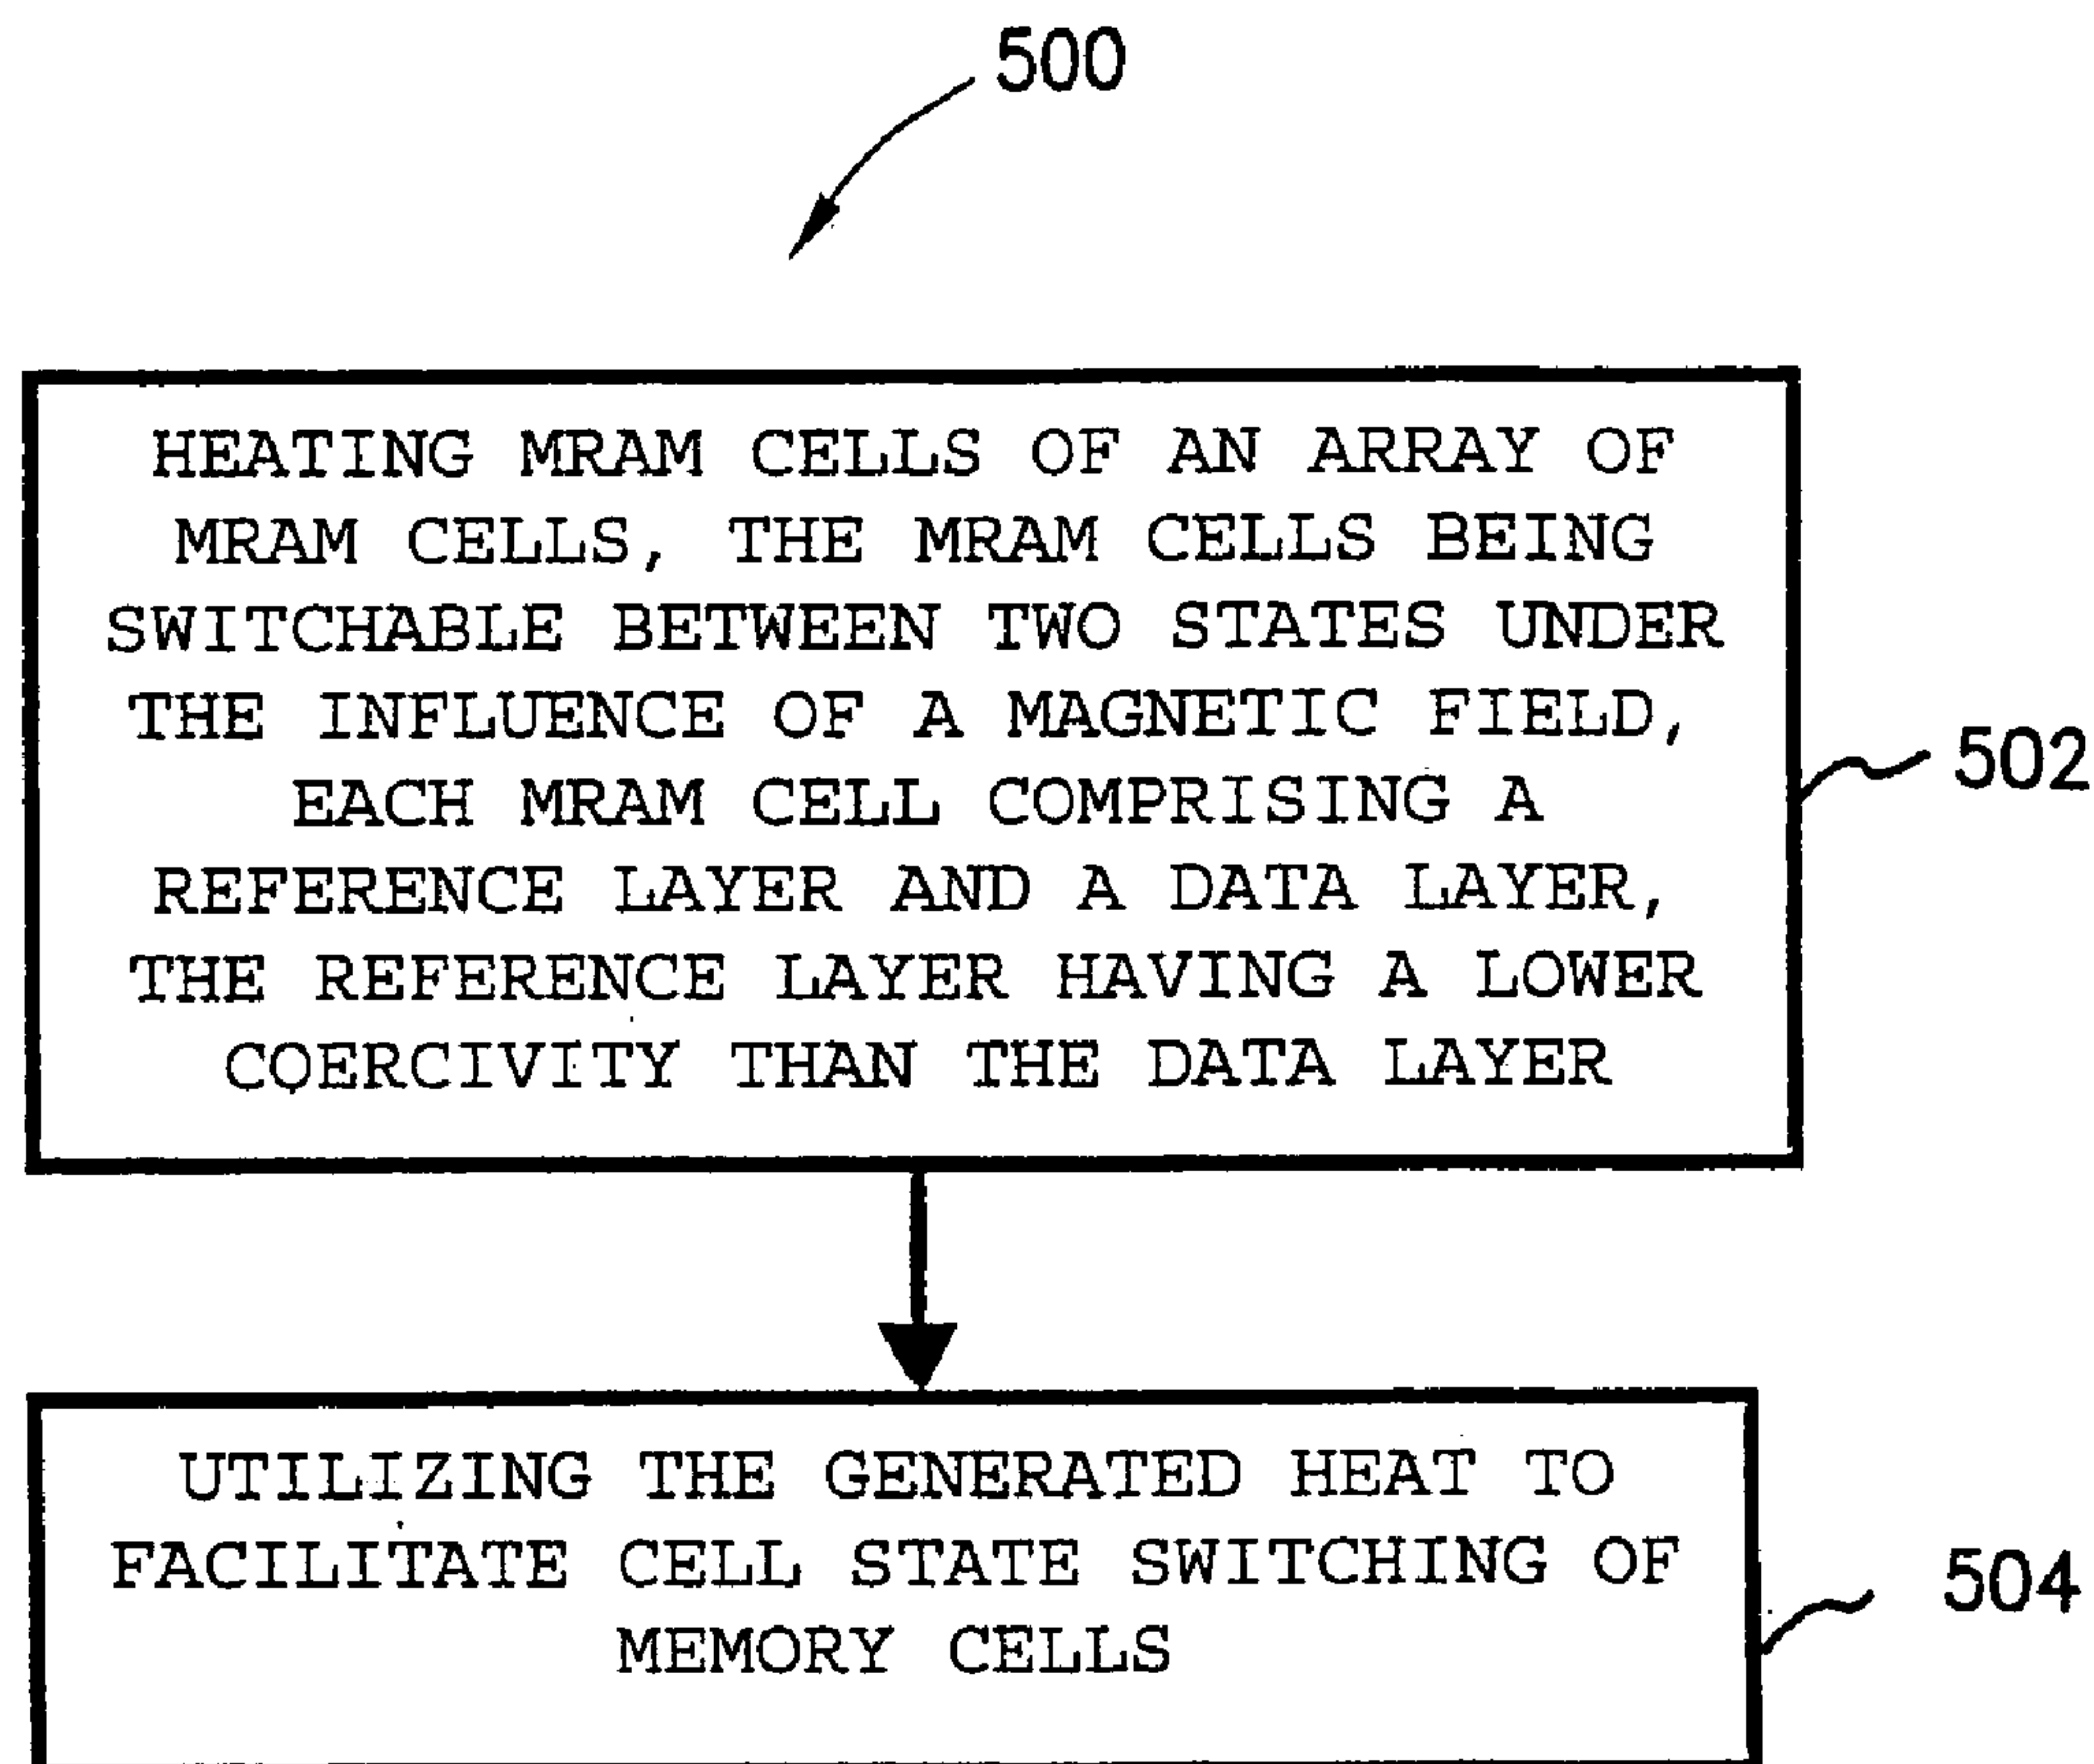 500
HEATING MRAM CELLS OF AN ARRAY OF
MRAM CELLS, THE MRAM CELLS BEING
SWITCHABLE BETWEEN TWO STATES UNDER
THE INFLUENCE OF A MAGNETIC FIELD,
EACH MRAM CELL COMPRISING A
REFERENCE LAYER AND A DATA LAYER,
THE REFERENCE LAYER HAVING A LOWER
COERCIVITY THAN THE DATA LAYER
502
UTILIZING THE GENERATED HEAT TO
FACILITATE CELL STATE SWITCHING OF
MEMORY CELLS
504